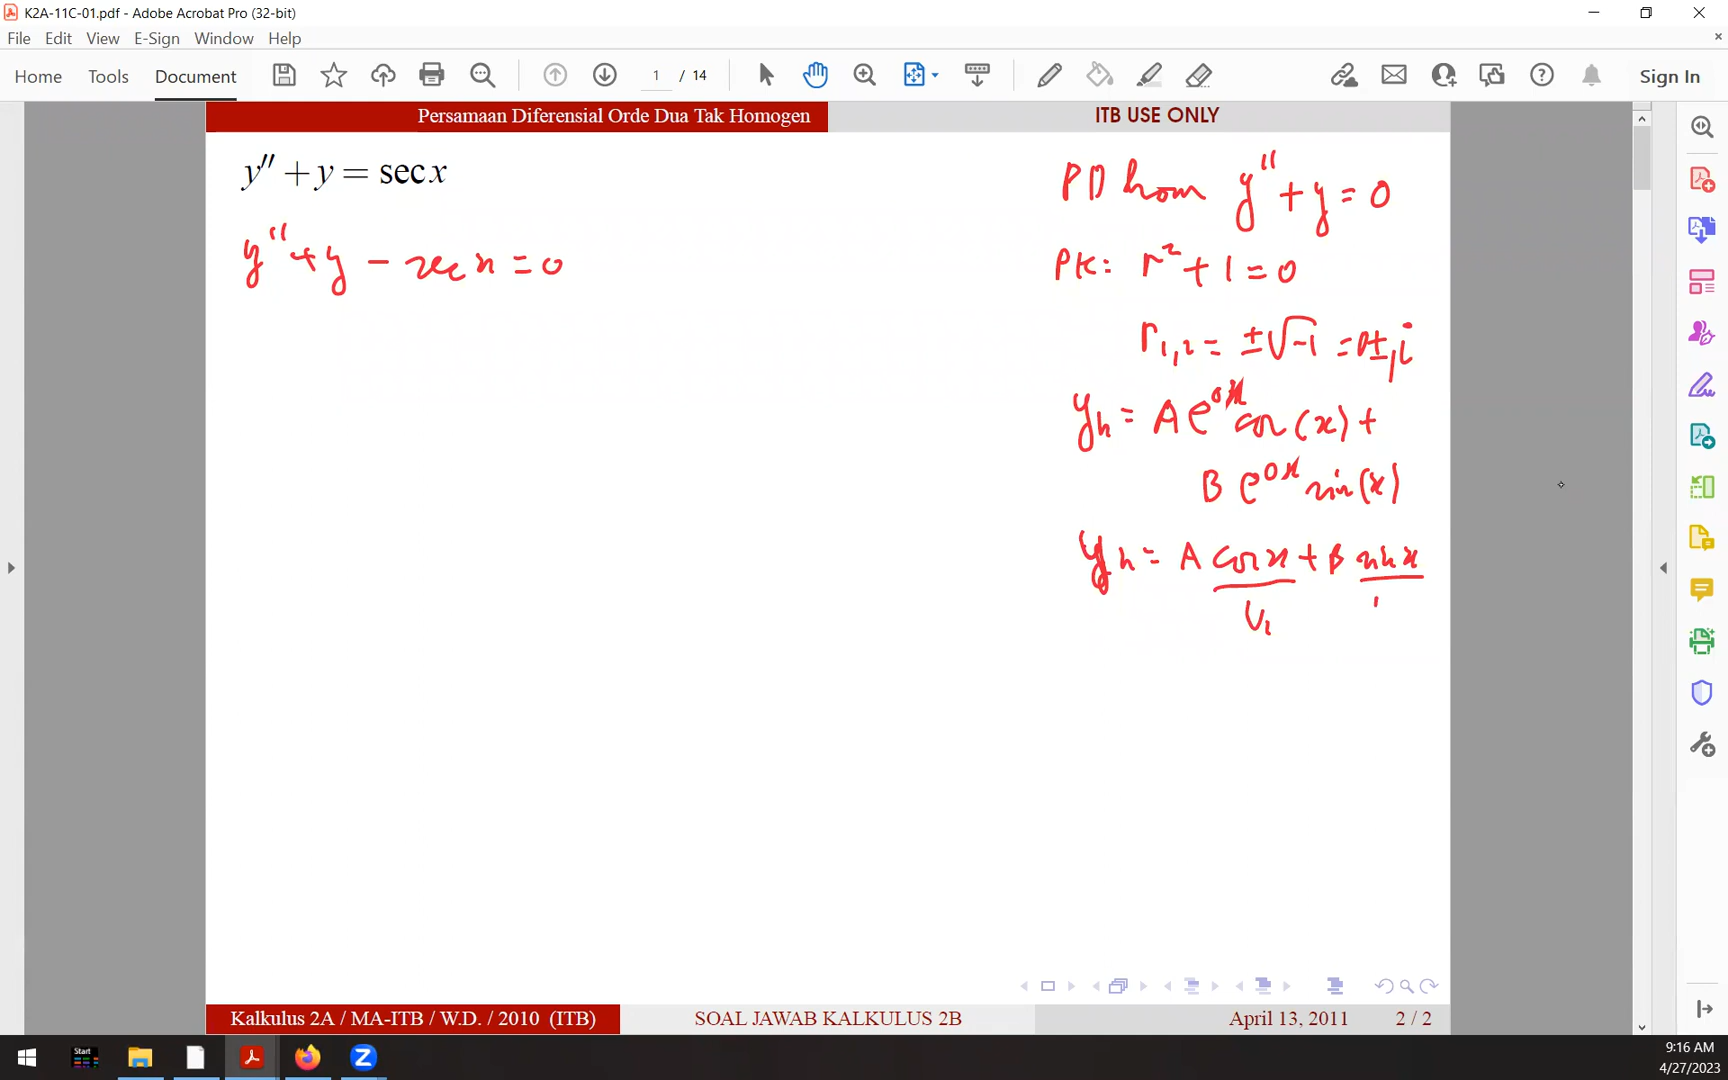 K2A-11C-01.pdf - Adobe Acrobat Pro (32-bit)
File Edit View E-Sign Window Help
Home Tools Document 1 / 14 Sign In
Persamaan Diferensial Orde Dua Tak Homogen
ITB USE ONLY
y″ + y = sec x
y″ + y − sec x = 0
PD hom y″ + y = 0
PK: r² + 1 = 0
r₁,₂ = ±√−1 = 0 ± 1i
yh = A e^{0x} cos(x) +
B e^{0x} sin(x)
yh = A cos x + B sin x
U₁
Kalkulus 2A / MA-ITB / W.D. / 2010 (ITB)
SOAL JAWAB KALKULUS 2B
April 13, 2011 2 / 2
Start
9:16 AM
4/27/2023